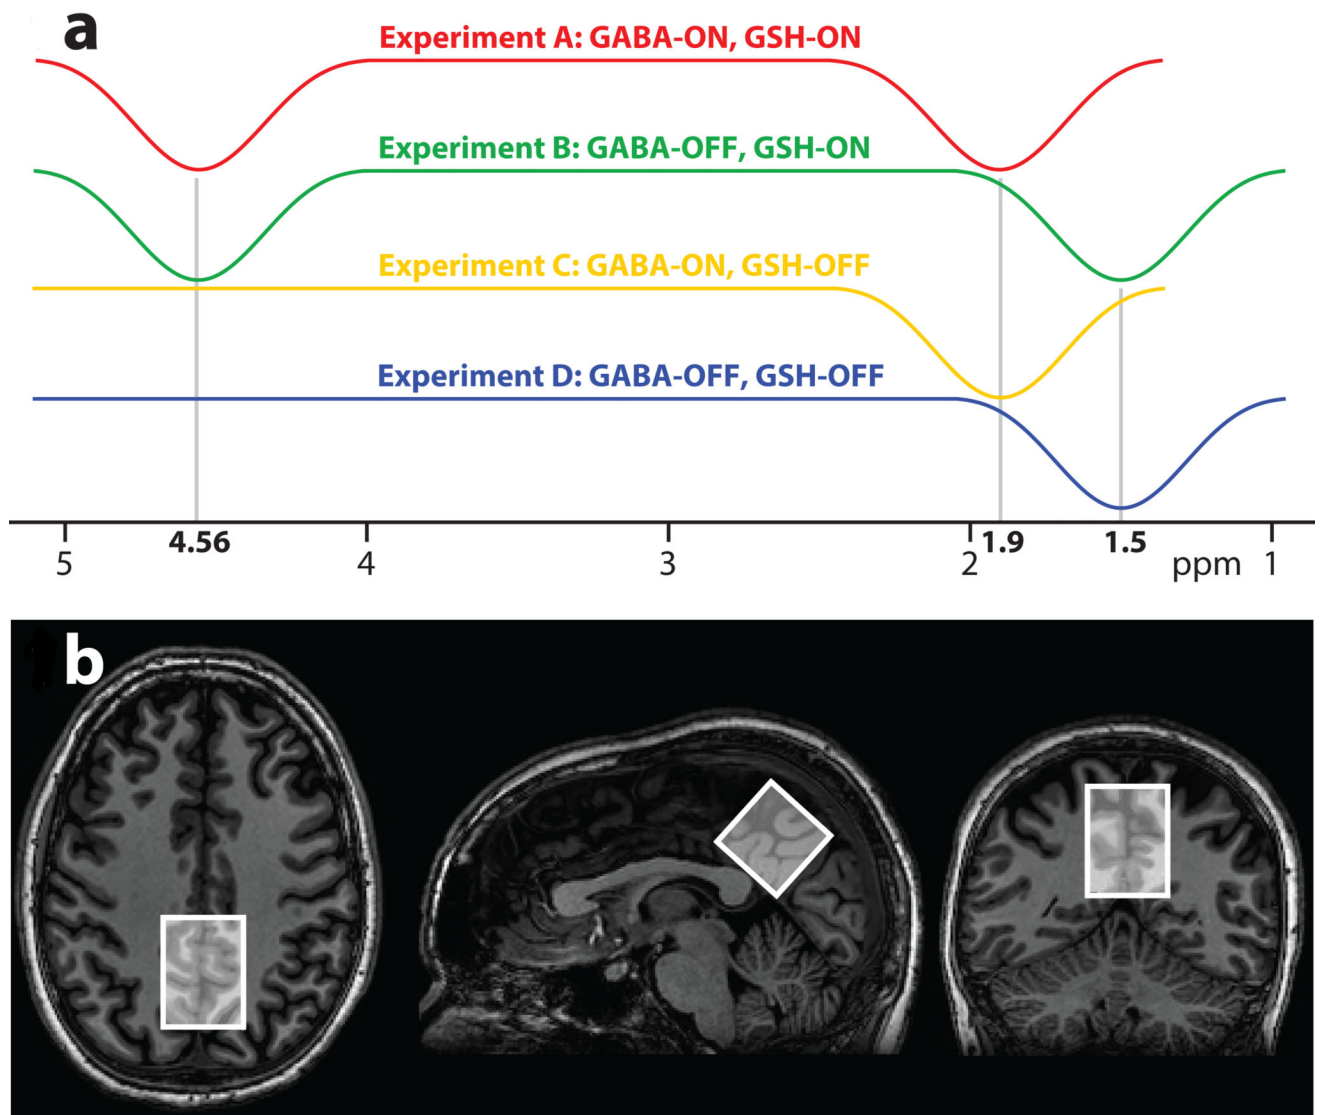 a
Experiment A: GABA-ON, GSH-ON
Experiment B: GABA-OFF, GSH-ON
Experiment C: GABA-ON, GSH-OFF
Experiment D: GABA-OFF, GSH-OFF
4.56 1.9 1.5
5 4 3 2 ppm 1
b